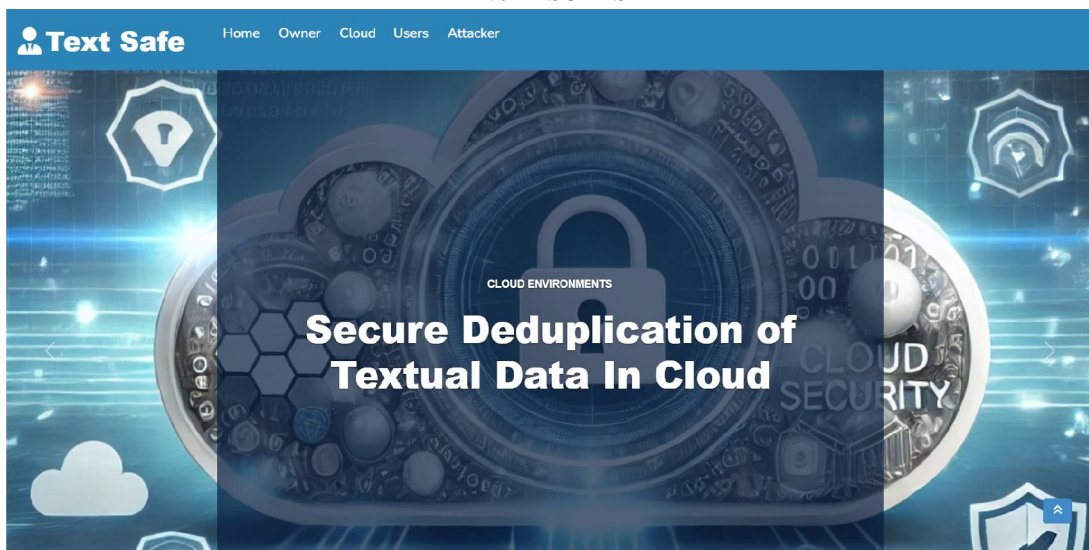 Text Safe
Home Owner Cloud Users Attacker
CLOUD ENVIRONMENTS
Secure Deduplication of
Textual Data In Cloud
CLOUD
SECURITY